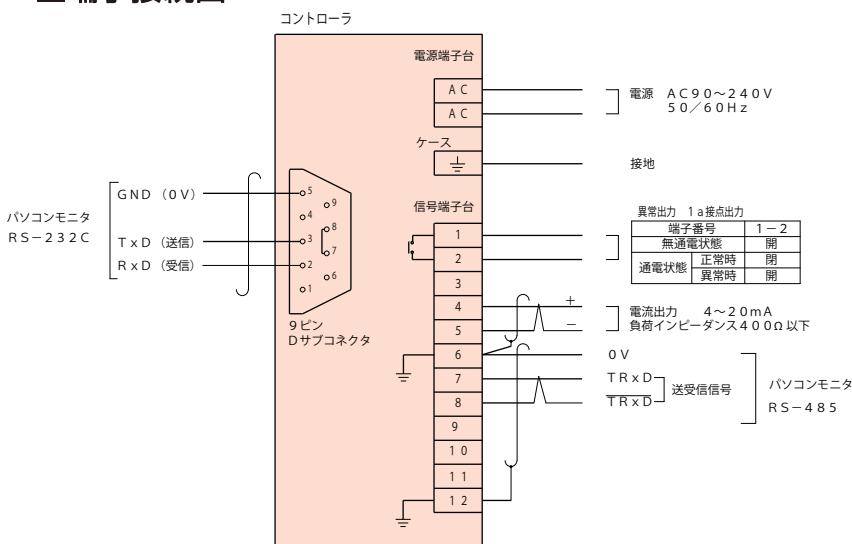 コントローラ
電源端子台
AC
AC
電源 AC90～240V
50／60Hz
ケース
接地
パソコンモニタ
RS－232C
GND（0V）
TxD（送信）
RxD（受信）
5
9
4
8
3
7
2
6
1
9ピン
Dサブコネクタ
信号端子台
1
2
3
4
5
6
7
8
9
10
11
12
異常出力 1a接点出力
端子番号 1－2
無通電状態 開
通電状態 正常時 閉
異常時 開
＋
－
電流出力 4～20mA
負荷インピーダンス400Ω以下
0V
TRxD
TRxD
送受信信号
パソコンモニタ
RS－485